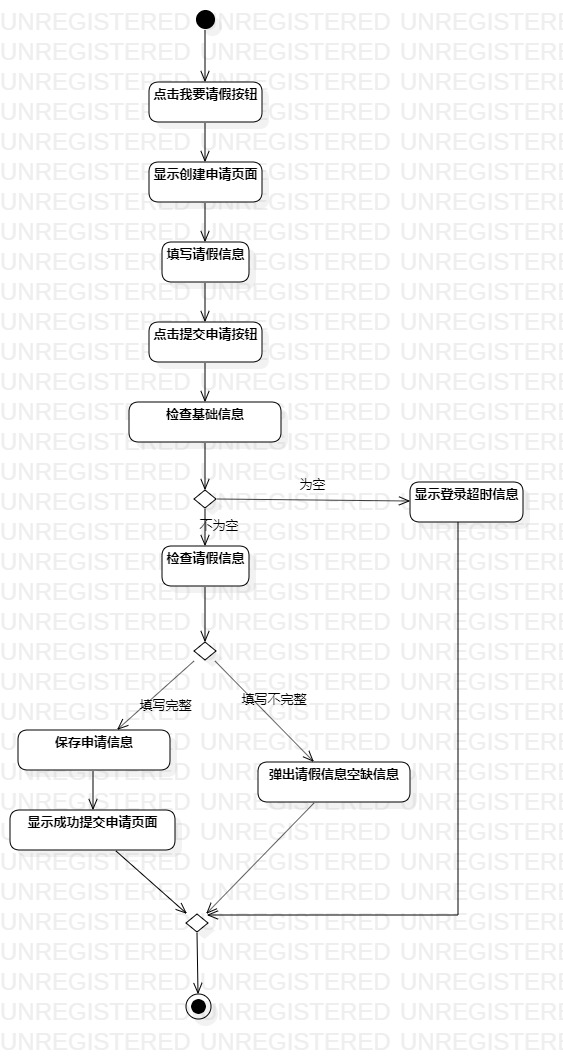 点击我要请假按钮
显示创建申请页面
填写请假信息
点击提交申请按钮
检查基础信息
为空
显示登录超时信息
不为空
检查请假信息
填写完整
填写不完整
保存申请信息
弹出请假信息空缺信息
显示成功提交申请页面
UNREGISTERED